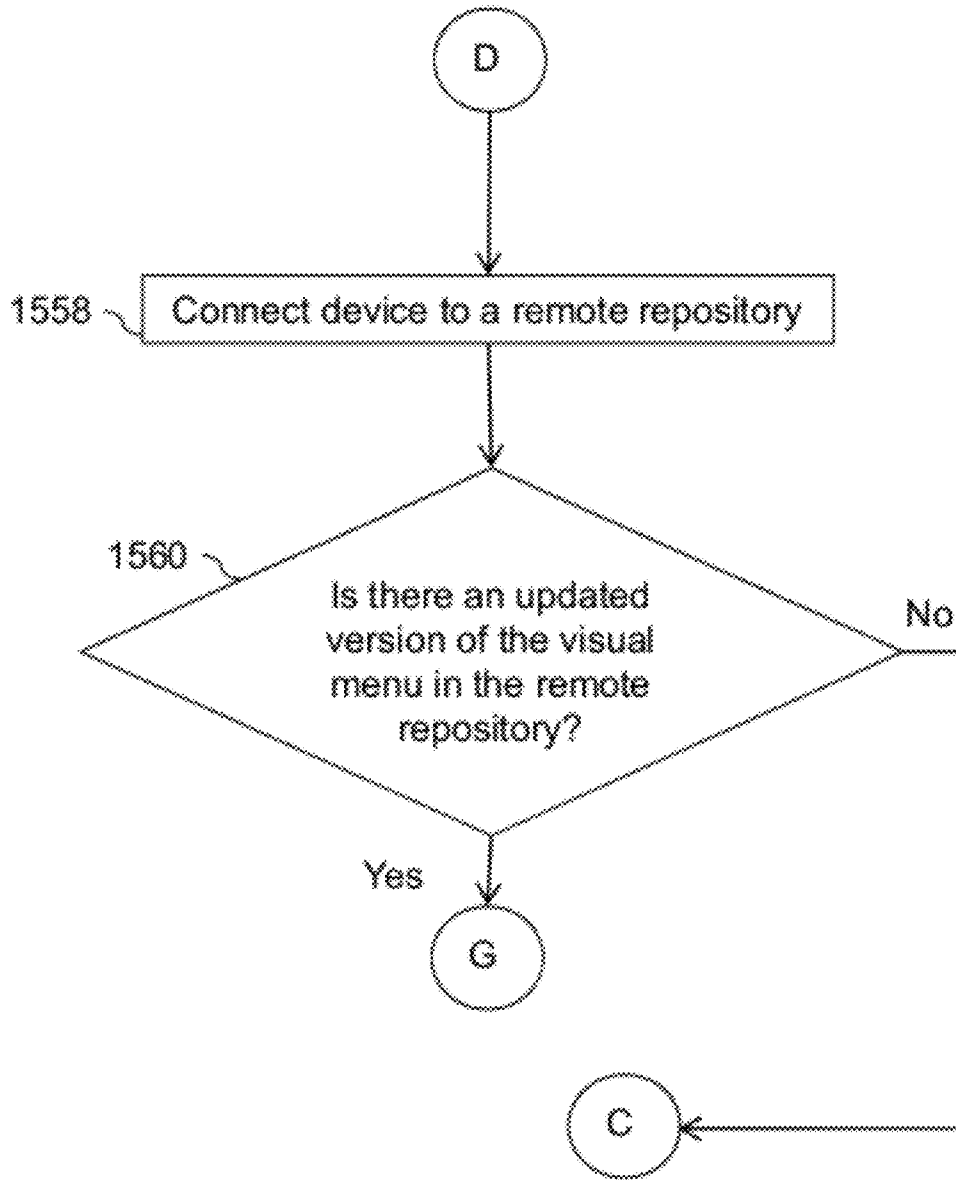 D
1558
Connect device to a remote repository
1560
Is there an updated
version of the visual
menu in the remote
repository?
No
Yes
G
C